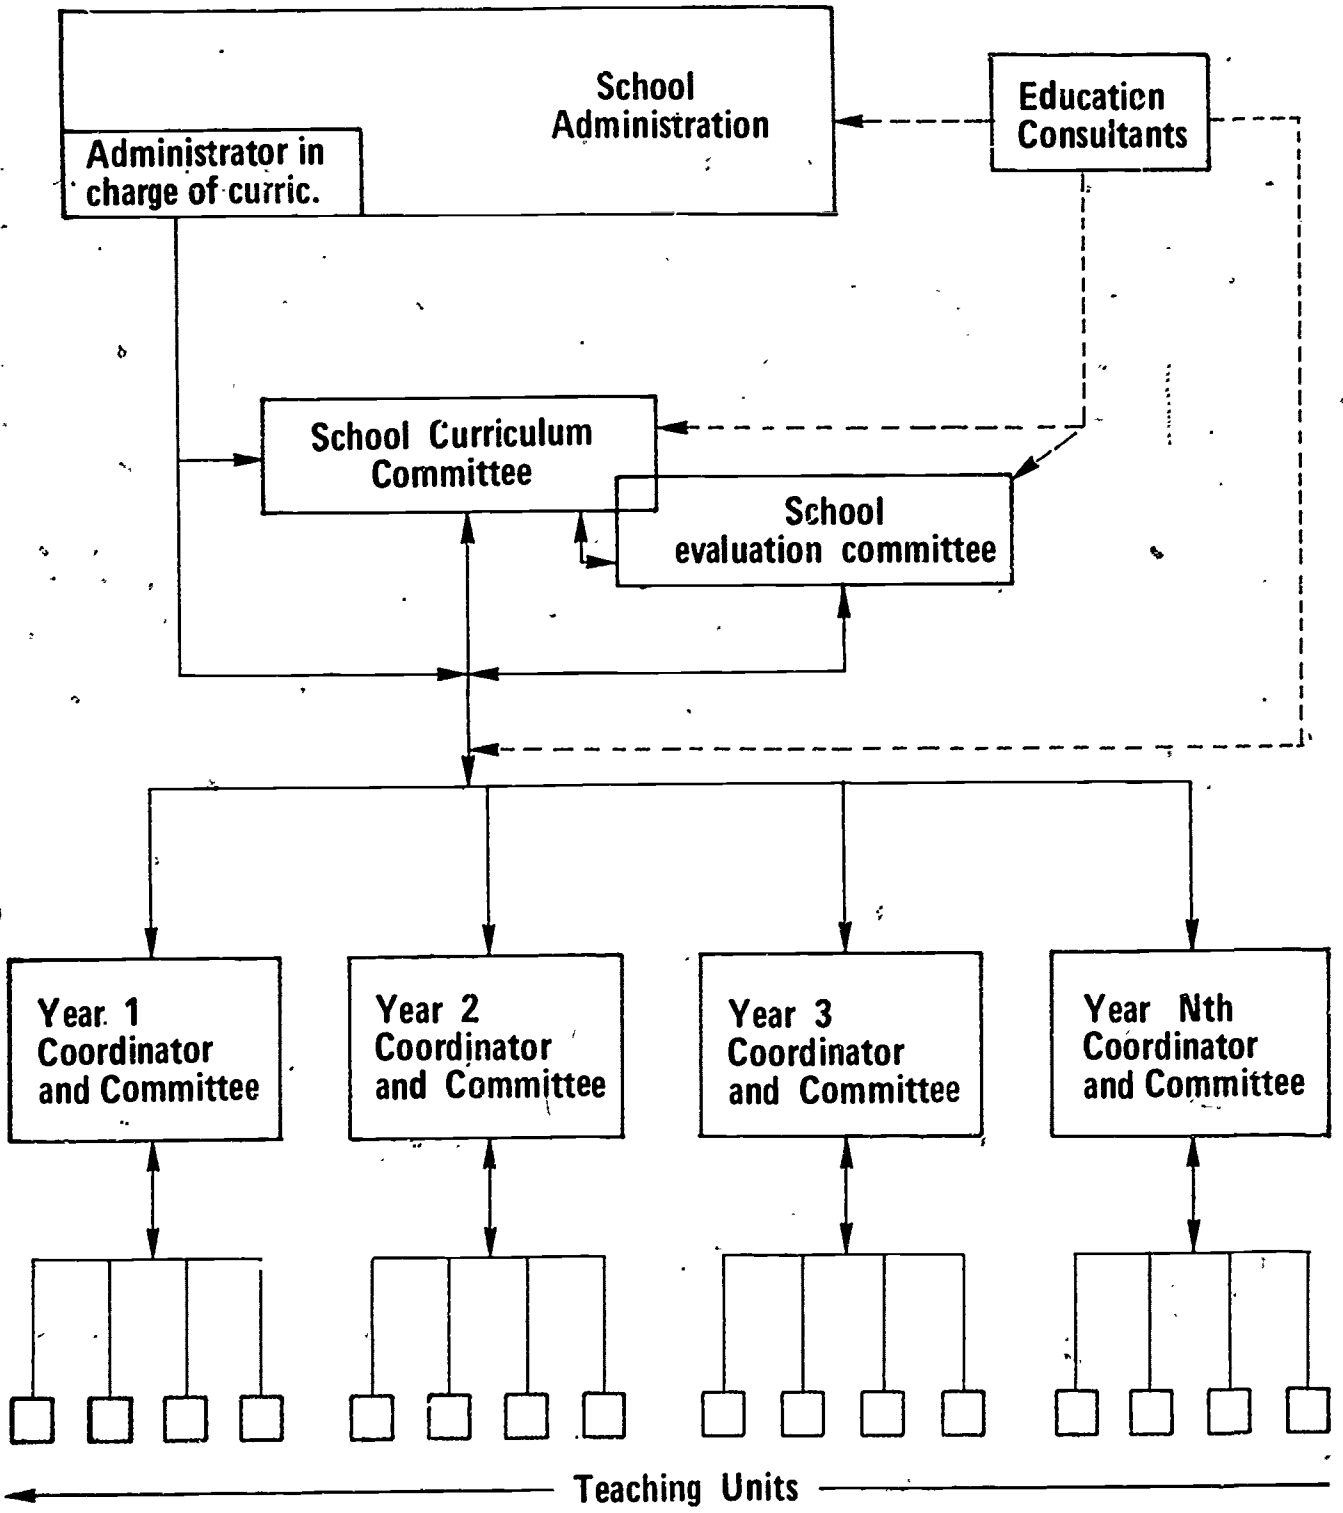 School
Administration
Education
Consultants
Administrator in
charge of curric.
School Curriculum
Committee
School
evaluation committee
Year 1
Coordinator
and Committee
Year 2
Coordinator
and Committee
Year 3
Coordinator
and Committee
Year Nth
Coordinator
and Committee
Teaching Units